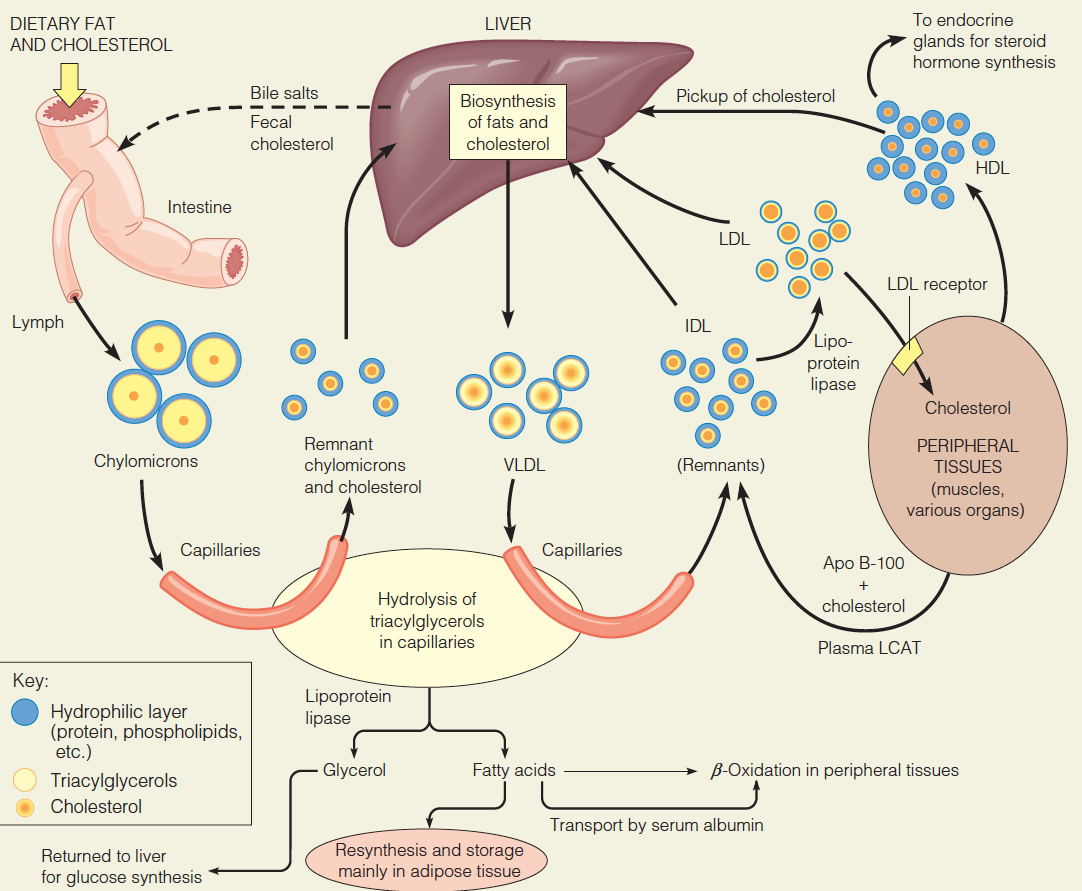 DIETARY FAT
AND CHOLESTEROL
LIVER
To endocrine
glands for steroid
hormone synthesis
Bile salts
Fecal
cholesterol
Biosynthesis
of fats and
cholesterol
Pickup of cholesterol
HDL
Intestine
LDL
LDL receptor
Lymph
IDL
Lipo-
protein
lipase
Cholesterol
PERIPHERAL
TISSUES
(muscles,
various organs)
Chylomicrons
Remnant
chylomicrons
and cholesterol
VLDL
(Remnants)
Capillaries
Capillaries
Apo B-100
+
cholesterol
Plasma LCAT
Hydrolysis of
triacylglycerols
in capillaries
Key:
Hydrophilic layer
(protein, phospholipids,
etc.)
Triacylglycerols
Cholesterol
Lipoprotein
lipase
Glycerol
Fatty acids
β-Oxidation in peripheral tissues
Transport by serum albumin
Resynthesis and storage
mainly in adipose tissue
Returned to liver
for glucose synthesis